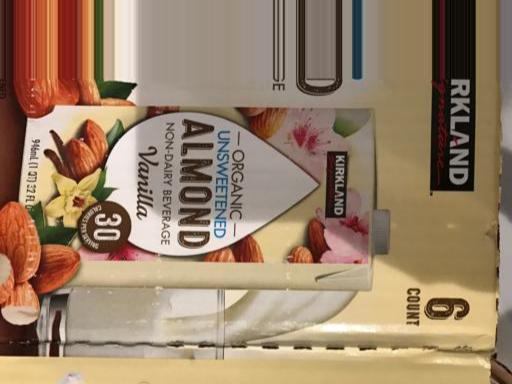 RKLAND
Signature
6
COUNT
KIRKLAND
ORGANIC
UNSWEETENED
ALMOND
NON-DAIRY BEVERAGE
Vanilla
30
CALORIES PER SERVING
946mL (1 QT) 32 FL
E